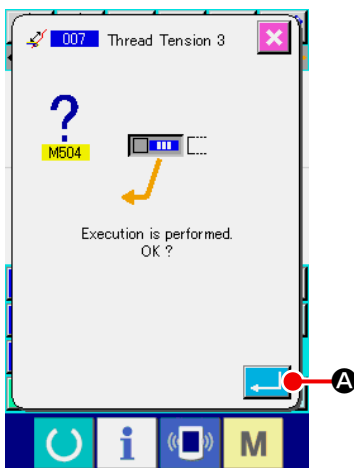 007 Thread Tension 3
?
M504
Execution is performed.
OK ?
A
i M